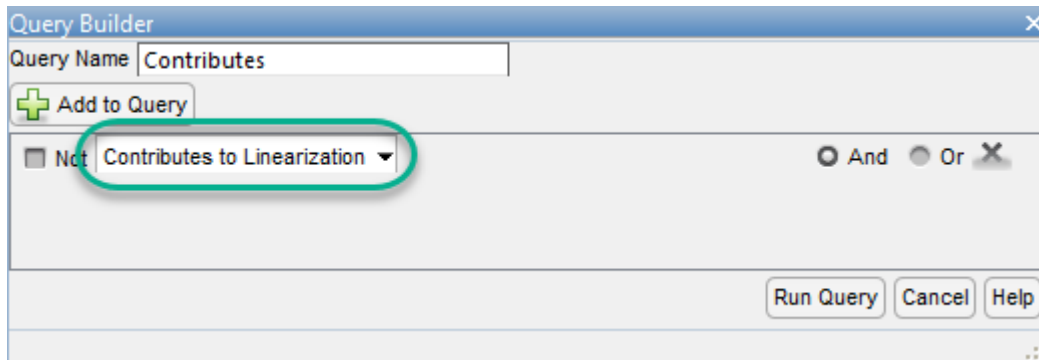 Query Builder
Query Name Contributes
Add to Query
Not Contributes to Linearization And Or
Run Query Cancel Help